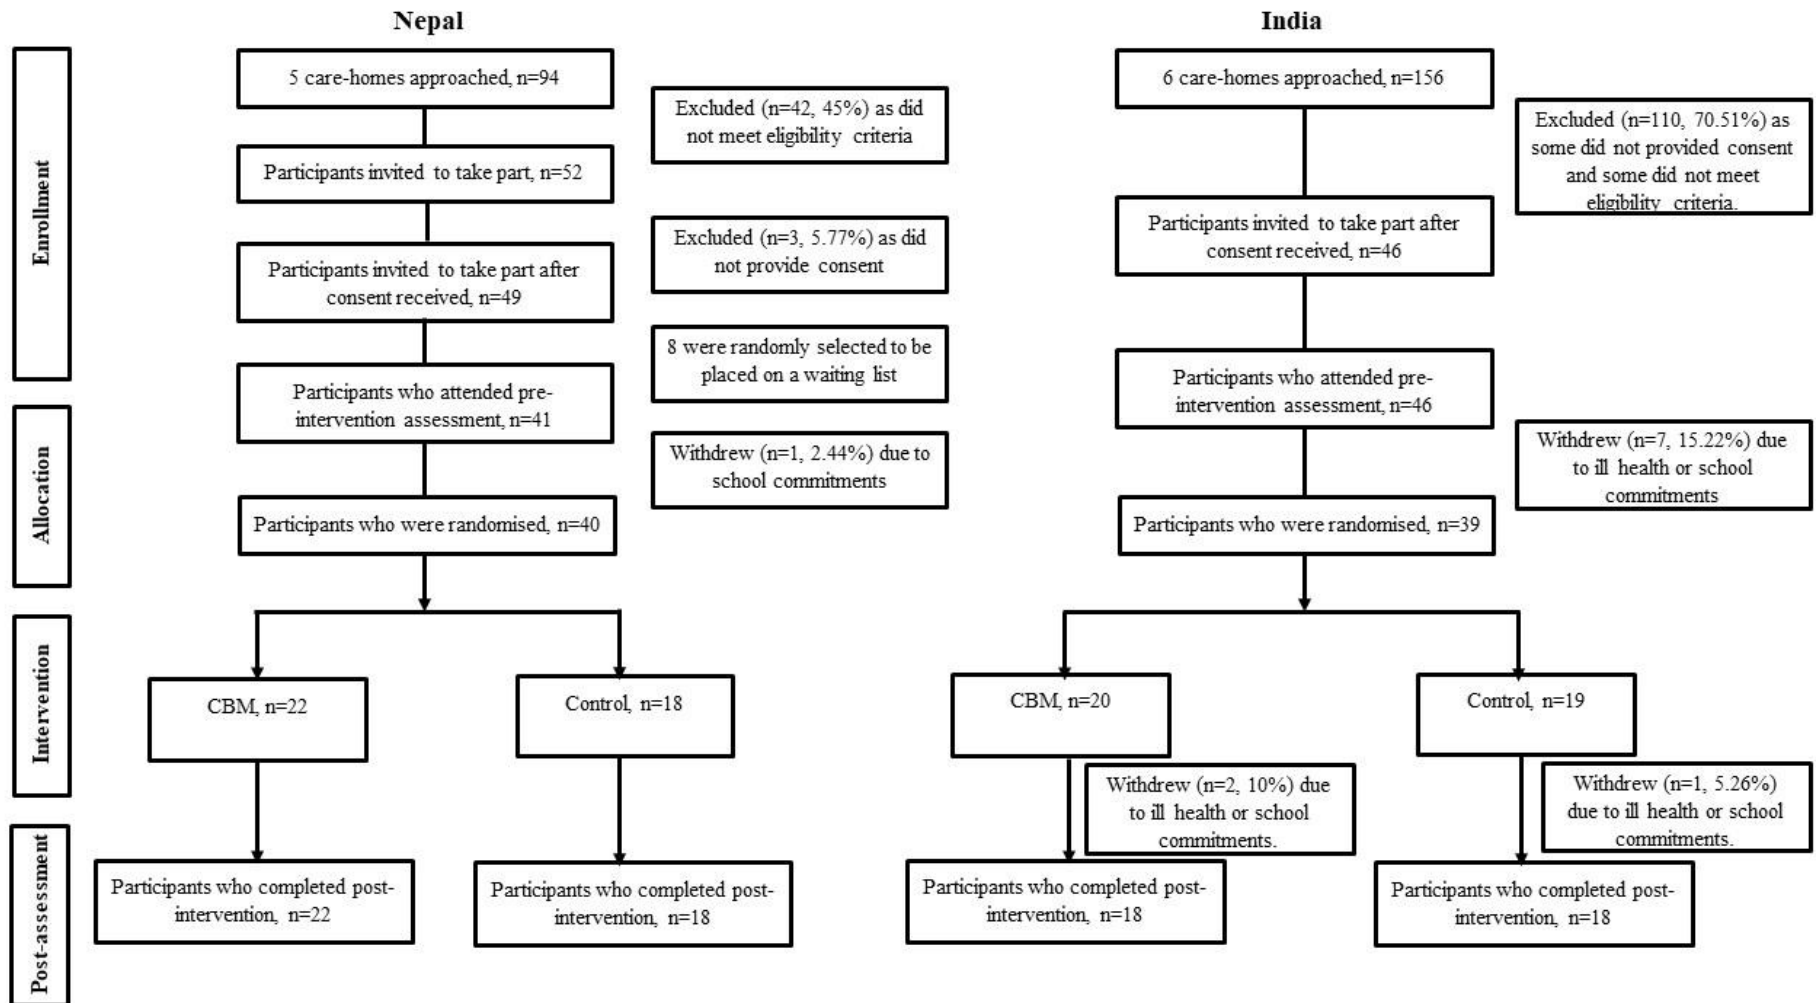 Nepal
India
Enrollment
Allocation
Intervention
Post-assessment
5 care-homes approached, n=94
Excluded (n=42, 45%) as did
not meet eligibility criteria
Participants invited to take part, n=52
Excluded (n=3, 5.77%) as did
not provide consent
Participants invited to take part after
consent received, n=49
8 were randomly selected to be
placed on a waiting list
Participants who attended pre-
intervention assessment, n=41
Withdrew (n=1, 2.44%) due to
school commitments
Participants who were randomised, n=40
CBM, n=22
Control, n=18
Participants who completed post-
intervention, n=22
Participants who completed post-
intervention, n=18
6 care-homes approached, n=156
Excluded (n=110, 70.51%) as
some did not provided consent
and some did not meet
eligibility criteria.
Participants invited to take part after
consent received, n=46
Participants who attended pre-
intervention assessment, n=46
Withdrew (n=7, 15.22%) due
to ill health or school
commitments
Participants who were randomised, n=39
CBM, n=20
Control, n=19
Withdrew (n=2, 10%) due
to ill health or school
commitments.
Withdrew (n=1, 5.26%)
due to ill health or school
commitments.
Participants who completed post-
intervention, n=18
Participants who completed post-
intervention, n=18